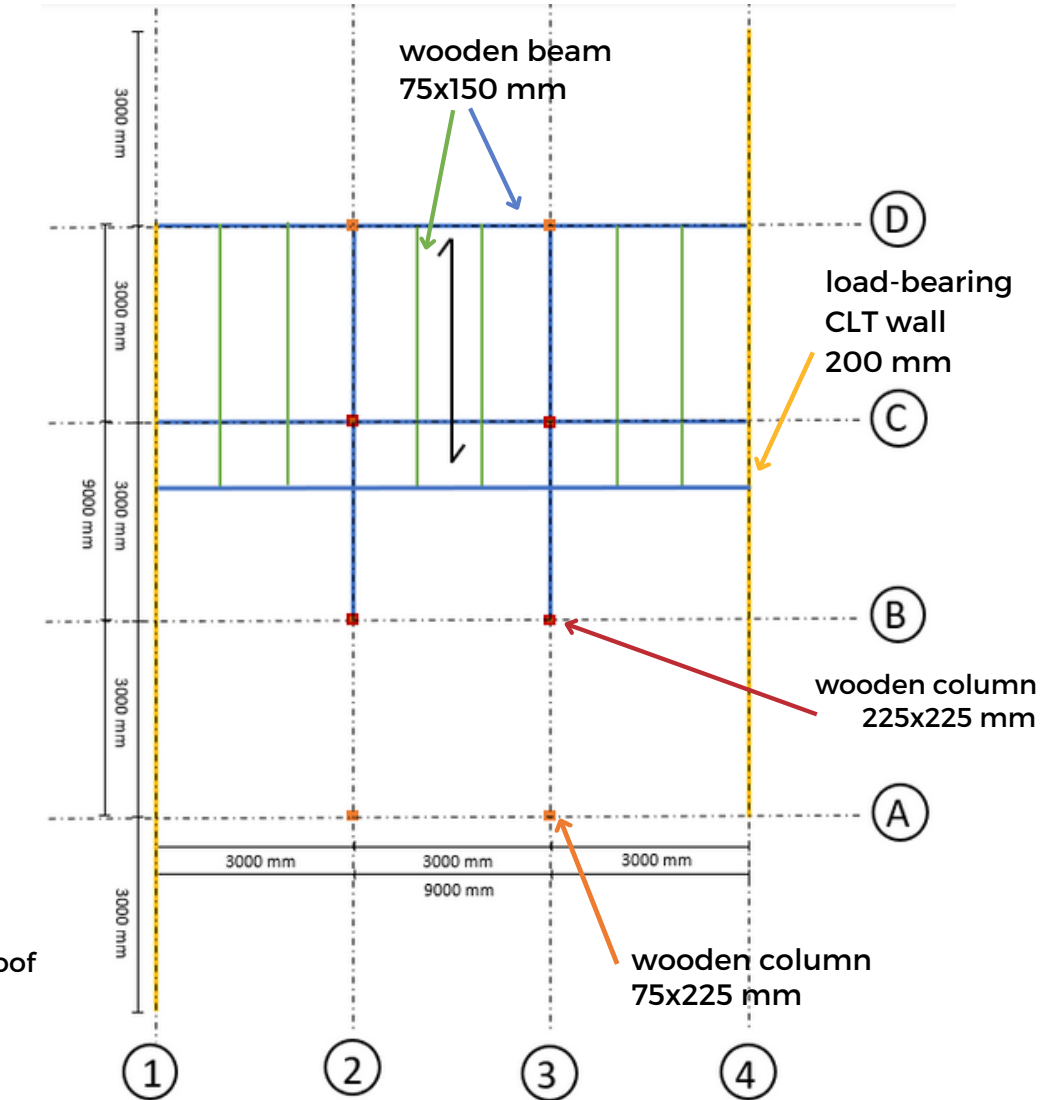 wooden beam
75x150 mm
3000 mm
D
load-bearing
CLT wall
200 mm
3000 mm
C
9000 mm
3000 mm
B
wooden column
225x225 mm
3000 mm
A
3000 mm
3000 mm
3000 mm
9000 mm
3000 mm
wooden column
75x225 mm
1
2
3
4